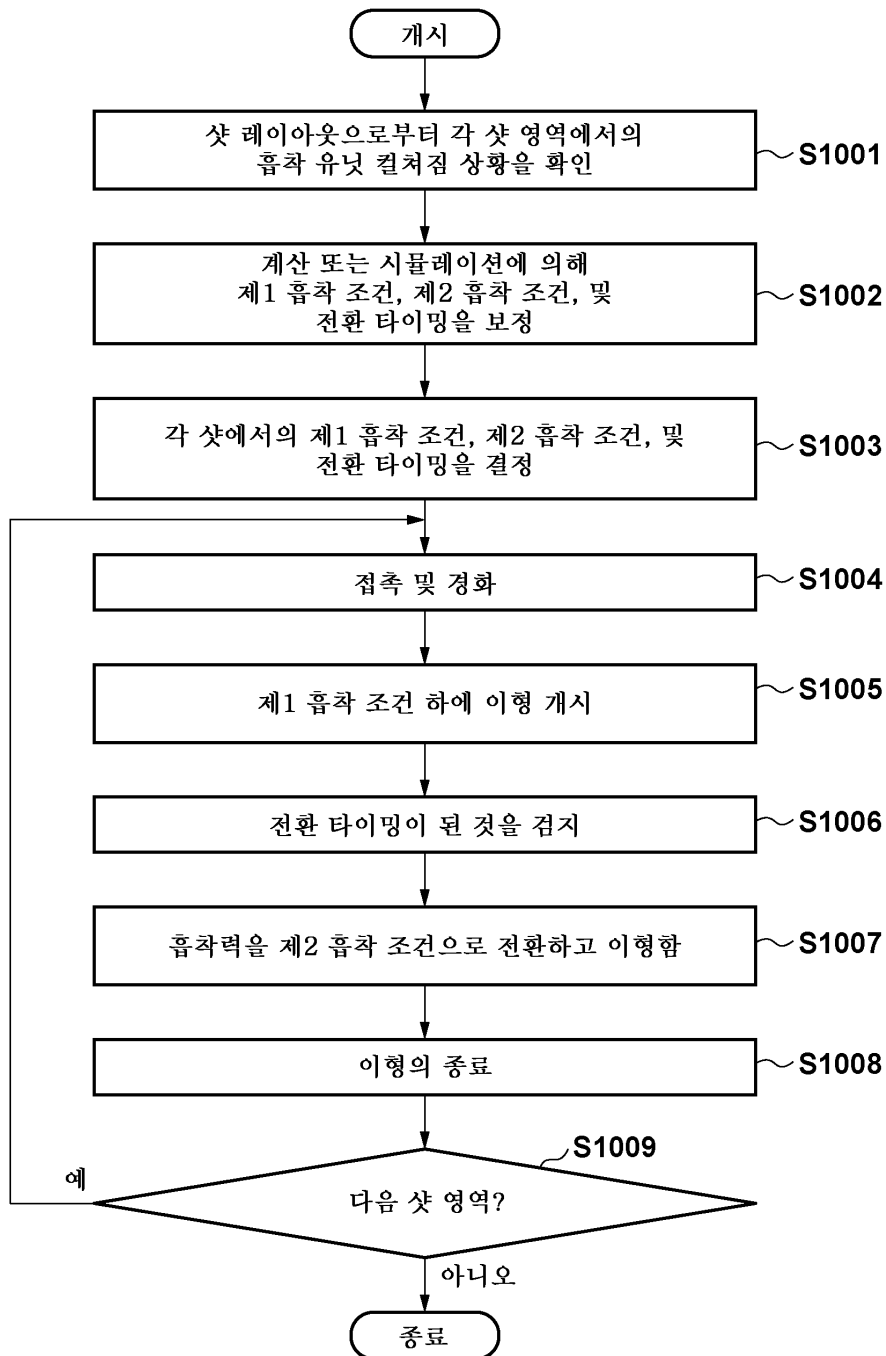 개시
샷 레이아웃으로부터 각 샷 영역에서의
흡착 유닛 컬쳐짐 상황을 확인
S1001
계산 또는 시뮬레이션에 의해
제1 흡착 조건, 제2 흡착 조건, 및
전환 타이밍을 보정
S1002
각 샷에서의 제1 흡착 조건, 제2 흡착 조건, 및
전환 타이밍을 결정
S1003
접촉 및 경화
S1004
제1 흡착 조건 하에 이형 개시
S1005
전환 타이밍이 된 것을 검지
S1006
흡착력을 제2 흡착 조건으로 전환하고 이형함
S1007
이형의 종료
S1008
S1009
예
다음 샷 영역?
아니오
종료